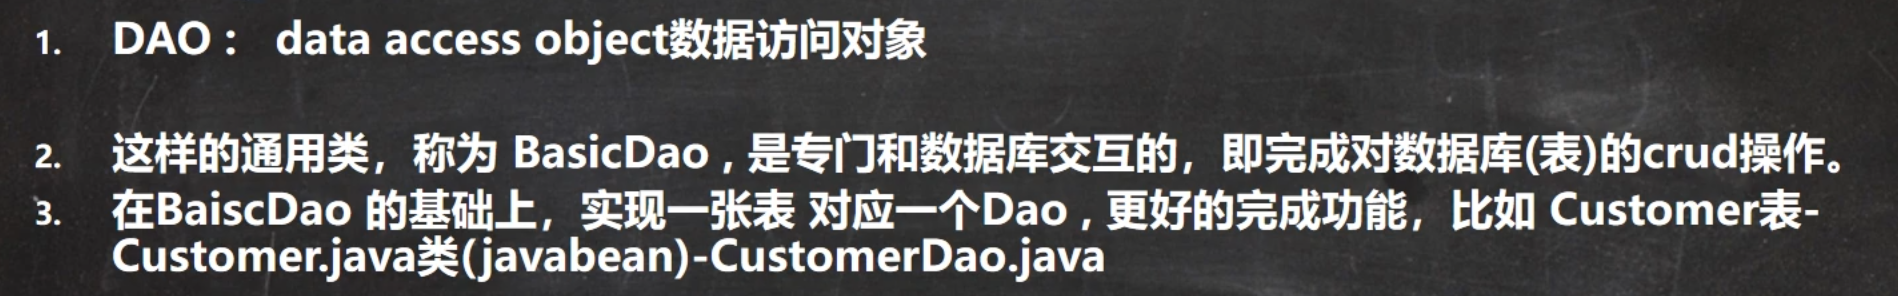 1. DAO： data access object数据访问对象
2. 这样的通用类，称为 BasicDao , 是专门和数据库交互的，即完成对数据库(表)的crud操作。
3. 在BaiscDao 的基础上，实现一张表 对应一个Dao , 更好的完成功能，比如 Customer表-
Customer.java类(javabean)-CustomerDao.java